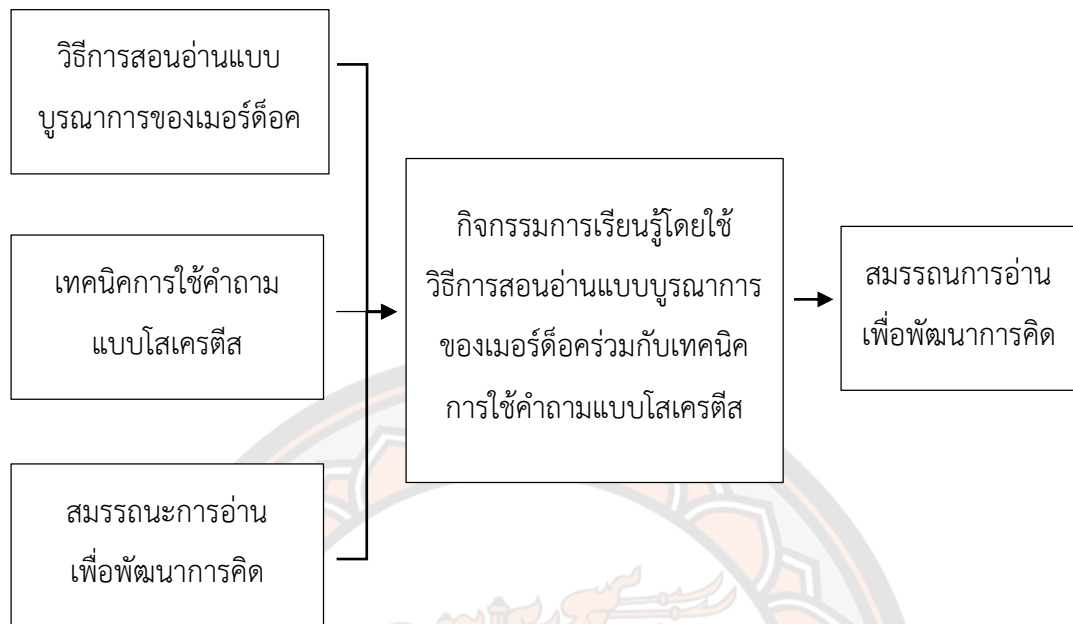 วิธีการสอนอ่านแบบ
บูรณาการของเมอร์ด็อค
เทคนิคการใช้คำถาม
แบบโสเครตีส
สมรรถนะการอ่าน
เพื่อพัฒนาการคิด
กิจกรรมการเรียนรู้โดยใช้
วิธีการสอนอ่านแบบบูรณาการ
ของเมอร์ด็อคร่วมกับเทคนิค
การใช้คำถามแบบโสเครตีส
สมรรถนการอ่าน
เพื่อพัฒนาการคิด